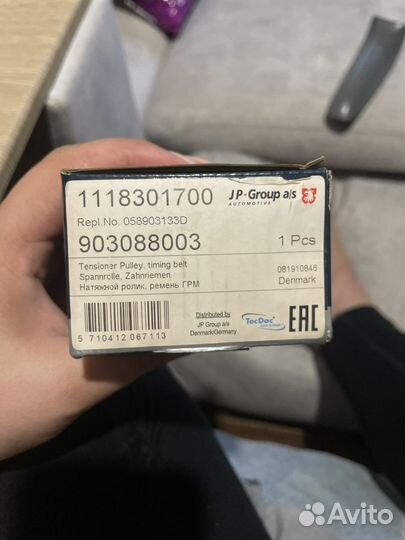 1118301700 JP-Group a/s
AUTOMOTIVE
Repl.No. 058903133D
903088003 1 Pcs
Tensioner Pulley, timing belt 081910846
Spannrolle, Zahnriemen Denmark
Натяжной ролик, ремень ГРМ
Distributed by
JP Group a/s
Denmark/Germany
TecDoc
EAC
5 710412 067113
Avito